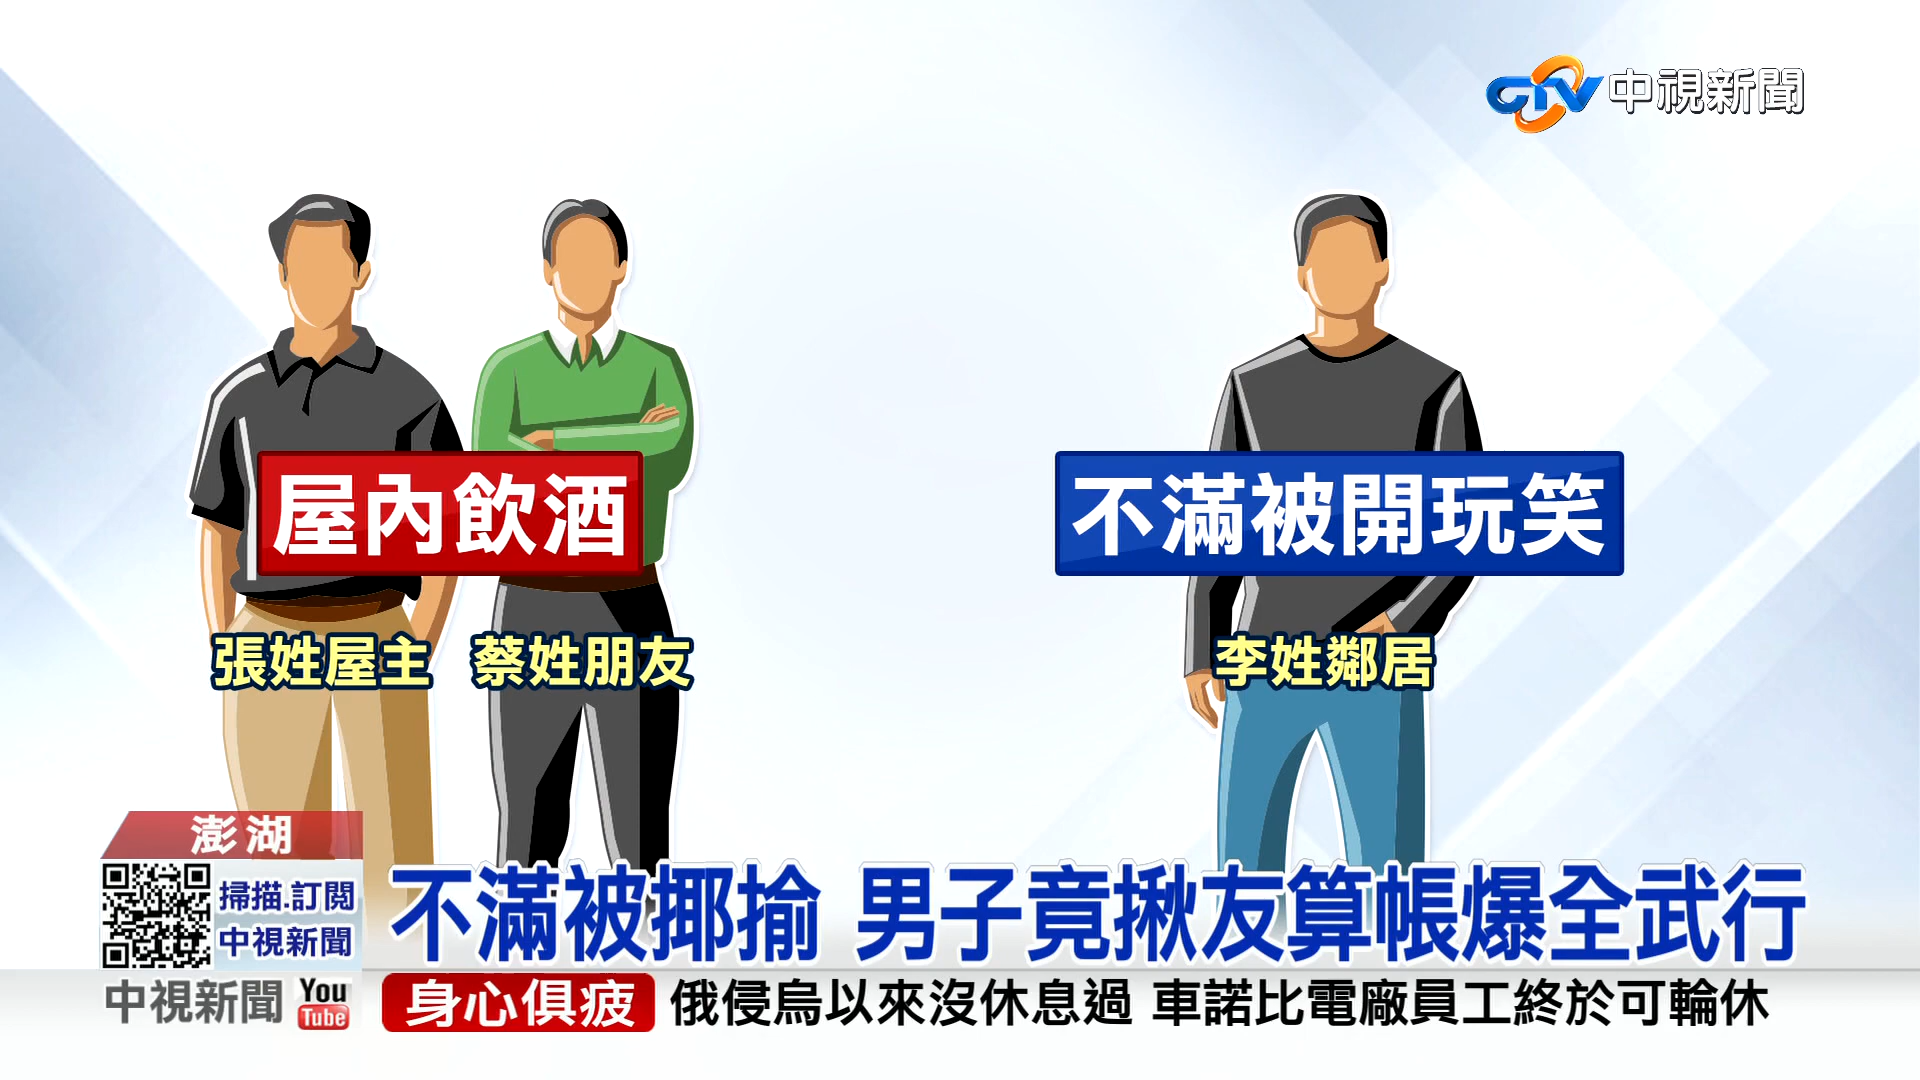 CTV 中視新聞
屋內飲酒
不滿被開玩笑
張姓屋主
蔡姓朋友
李姓鄰居
澎湖
掃描.訂閱
中視新聞
不滿被揶揄 男子竟揪友算帳爆全武行
中視新聞
You
Tube
身心俱疲
俄侵烏以來沒休息過 車諾比電廠員工終於可輪休